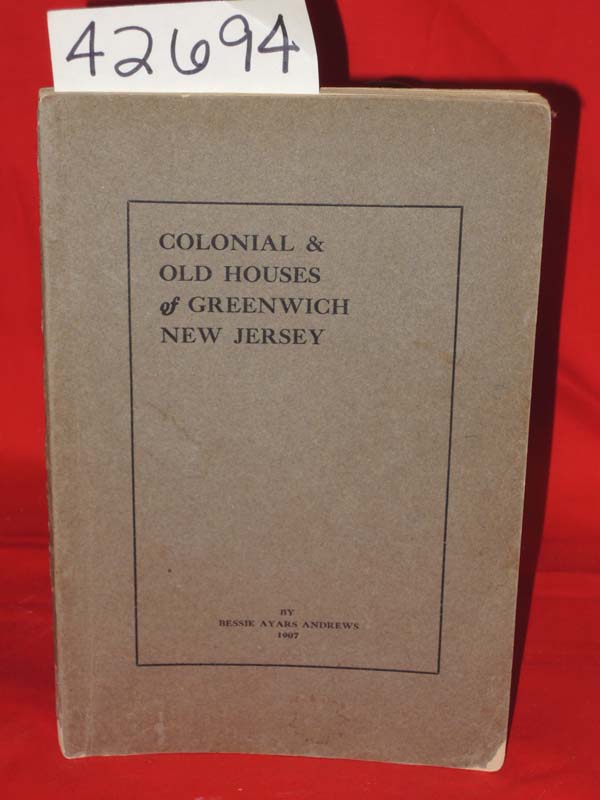 42694
COLONIAL &
OLD HOUSES
of GREENWICH
NEW JERSEY
BY
BESSIE AYARS ANDREWS
1907